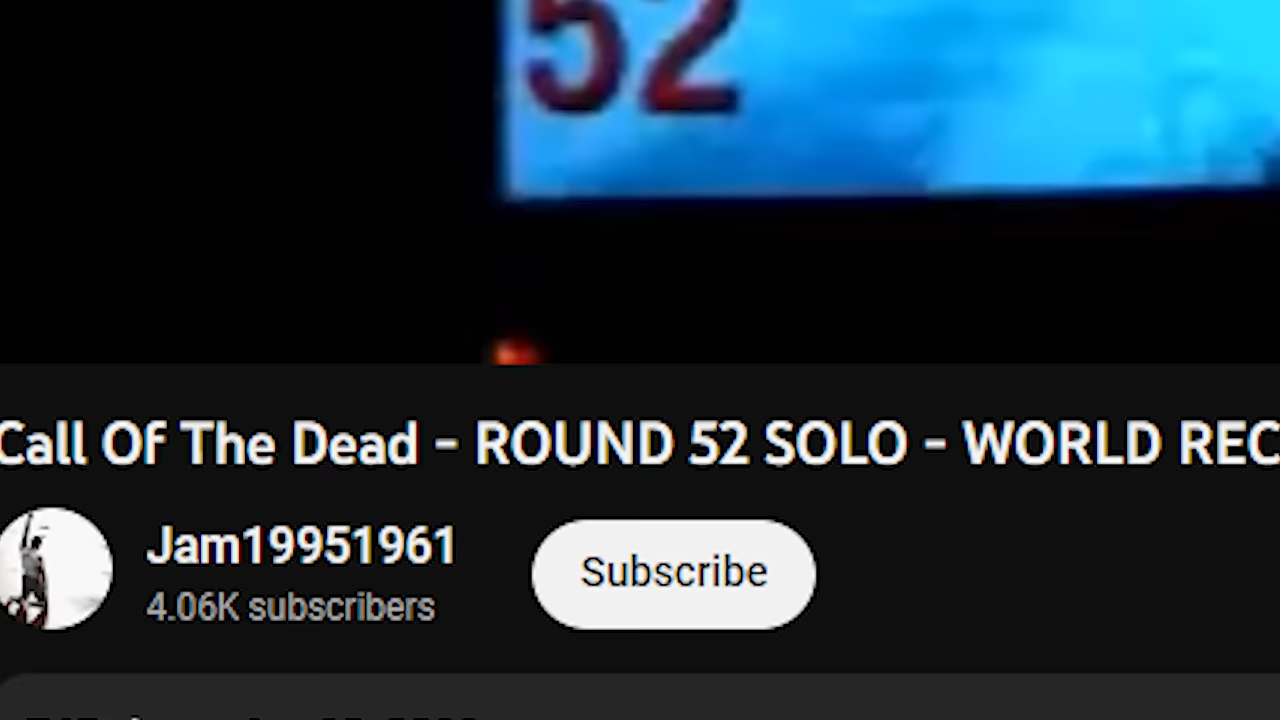 52
Call Of The Dead - ROUND 52 SOLO - WORLD REC
Jam19951961
Subscribe
4.06K subscribers